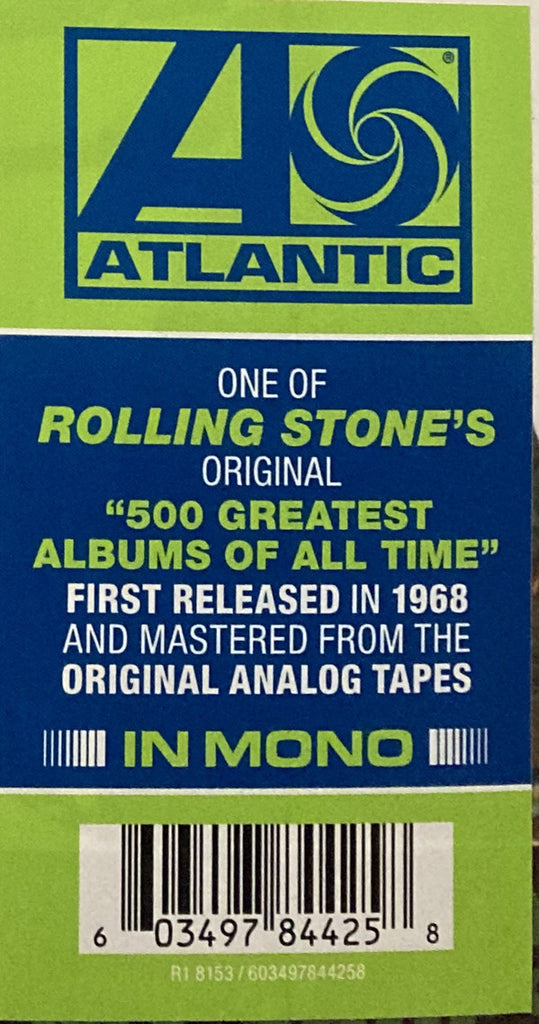 ®
ATLANTIC
ONE OF
ROLLING STONE'S
ORIGINAL
“500 GREATEST
ALBUMS OF ALL TIME”
FIRST RELEASED IN 1968
AND MASTERED FROM THE
ORIGINAL ANALOG TAPES
IN MONO
6 03497 84425 8
R1 8153 / 603497844258